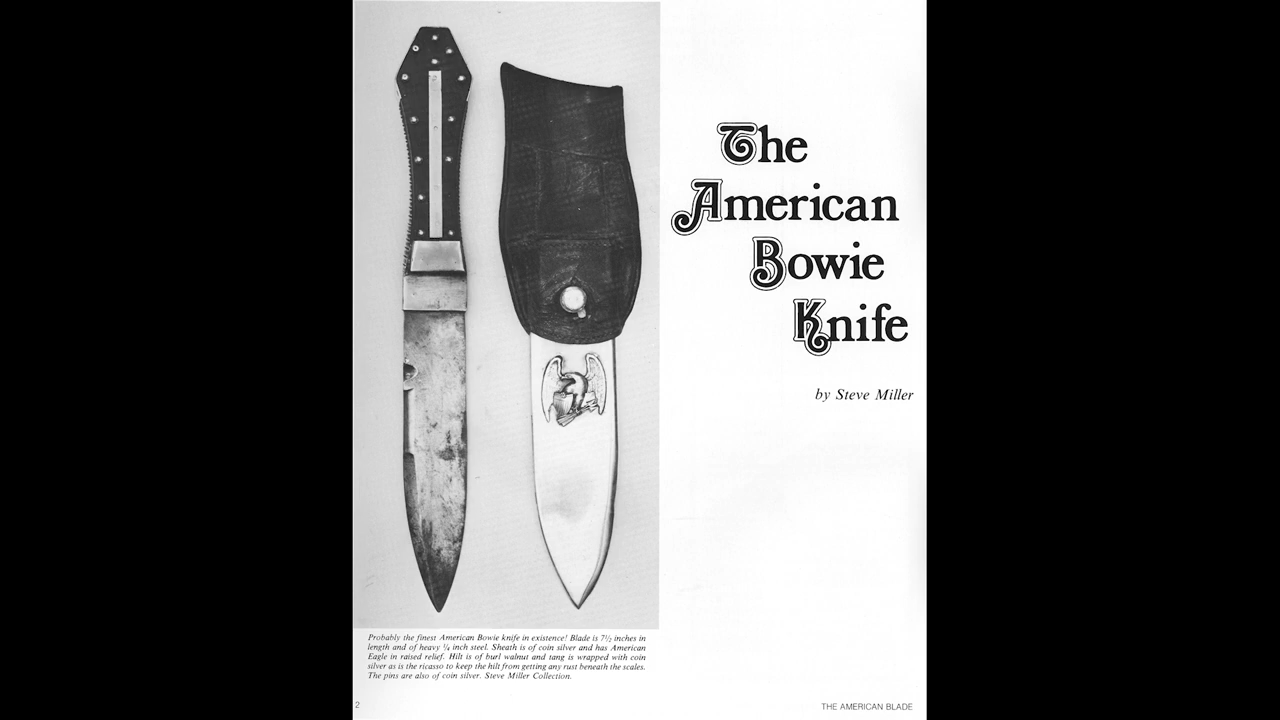 The
American
Bowie
Knife
by Steve Miller
Probably the finest American Bowie knife in existence! Blade is 7½ inches in
length and of heavy ¼ inch steel. Sheath is of coin silver and has American
Eagle in raised relief. Hilt is of burl walnut and tang is wrapped with coin
silver as is the ricasso to keep the hilt from getting any rust beneath the scales.
The pins are also of coin silver. Steve Miller Collection.
2
THE AMERICAN BLADE